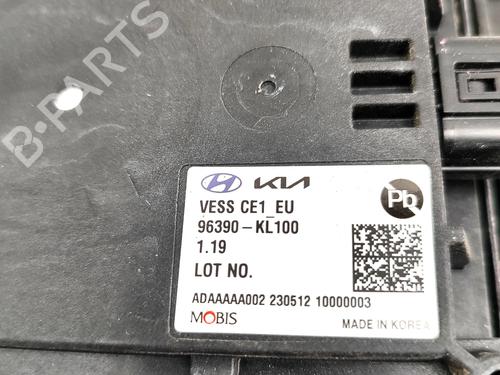 B-PARTS
KIA
Pb
VESS CE1_EU
96390-KL100
1.19
LOT NO.
ADAAAAA002 230512 10000003
MOBIS
MADE IN KOREA